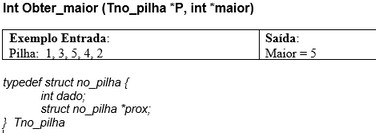 Int Obter_maior (Tno_pilha *P, int *maior)
Exemplo Entrada: Saída:
Pilha: 1, 3, 5, 4, 2 Maior = 5
typedef struct no_pilha {
int dado;
struct no_pilha *prox;
} Tno_pilha